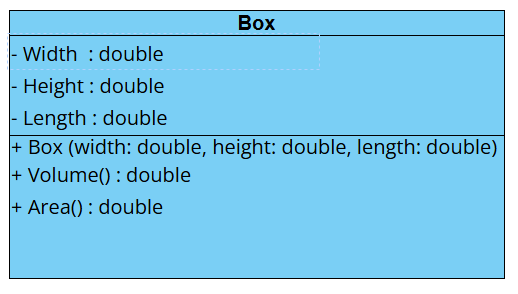 Box
- Width  : double
- Height : double
- Length : double
+ Box (width: double, height: double, length: double)
+ Volume() : double
+ Area() : double